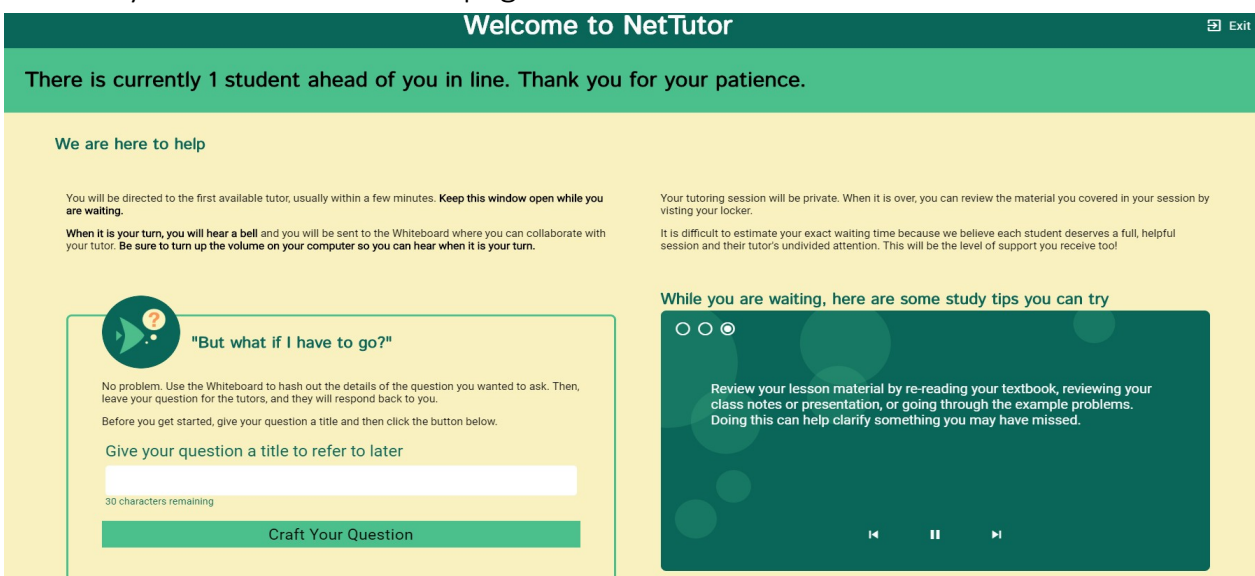 Welcome to NetTutor
Exit
There is currently 1 student ahead of you in line. Thank you for your patience.
We are here to help
You will be directed to the first available tutor, usually within a few minutes. Keep this window open while you
are waiting.
When it is your turn, you will hear a bell and you will be sent to the Whiteboard where you can collaborate with
your tutor. Be sure to turn up the volume on your computer so you can hear when it is your turn.
Your tutoring session will be private. When it is over, you can review the material you covered in your session by
visting your locker.
It is difficult to estimate your exact waiting time because we believe each student deserves a full, helpful
session and their tutor's undivided attention. This will be the level of support you receive too!
?
"But what if I have to go?"
No problem. Use the Whiteboard to hash out the details of the question you wanted to ask. Then,
leave your question for the tutors, and they will respond back to you.
Before you get started, give your question a title and then click the button below.
Give your question a title to refer to later
30 characters remaining
Craft Your Question
While you are waiting, here are some study tips you can try
Review your lesson material by re-reading your textbook, reviewing your
class notes or presentation, or going through the example problems.
Doing this can help clarify something you may have missed.